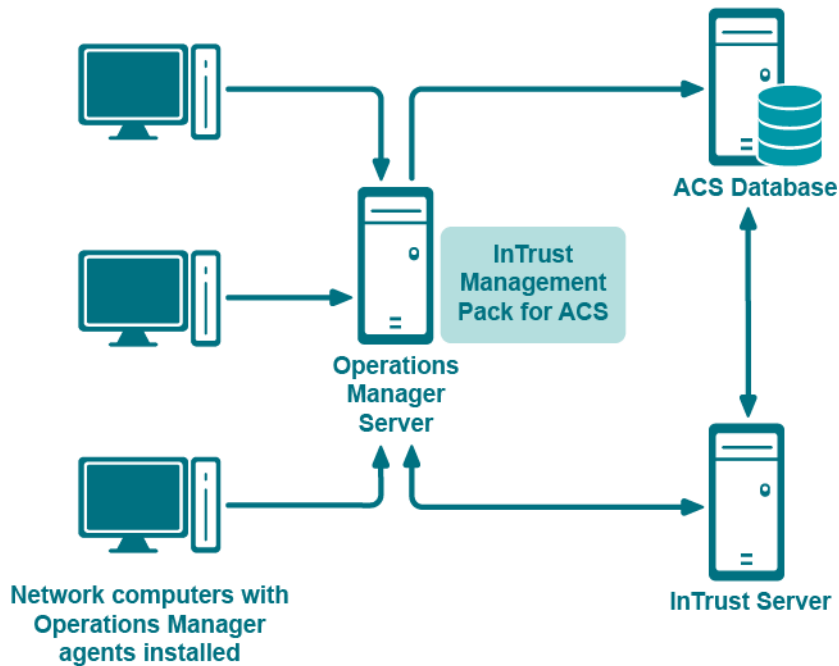 ACS Database
InTrust
Management
Pack for ACS
Operations
Manager
Server
Network computers with
Operations Manager
agents installed
InTrust Server